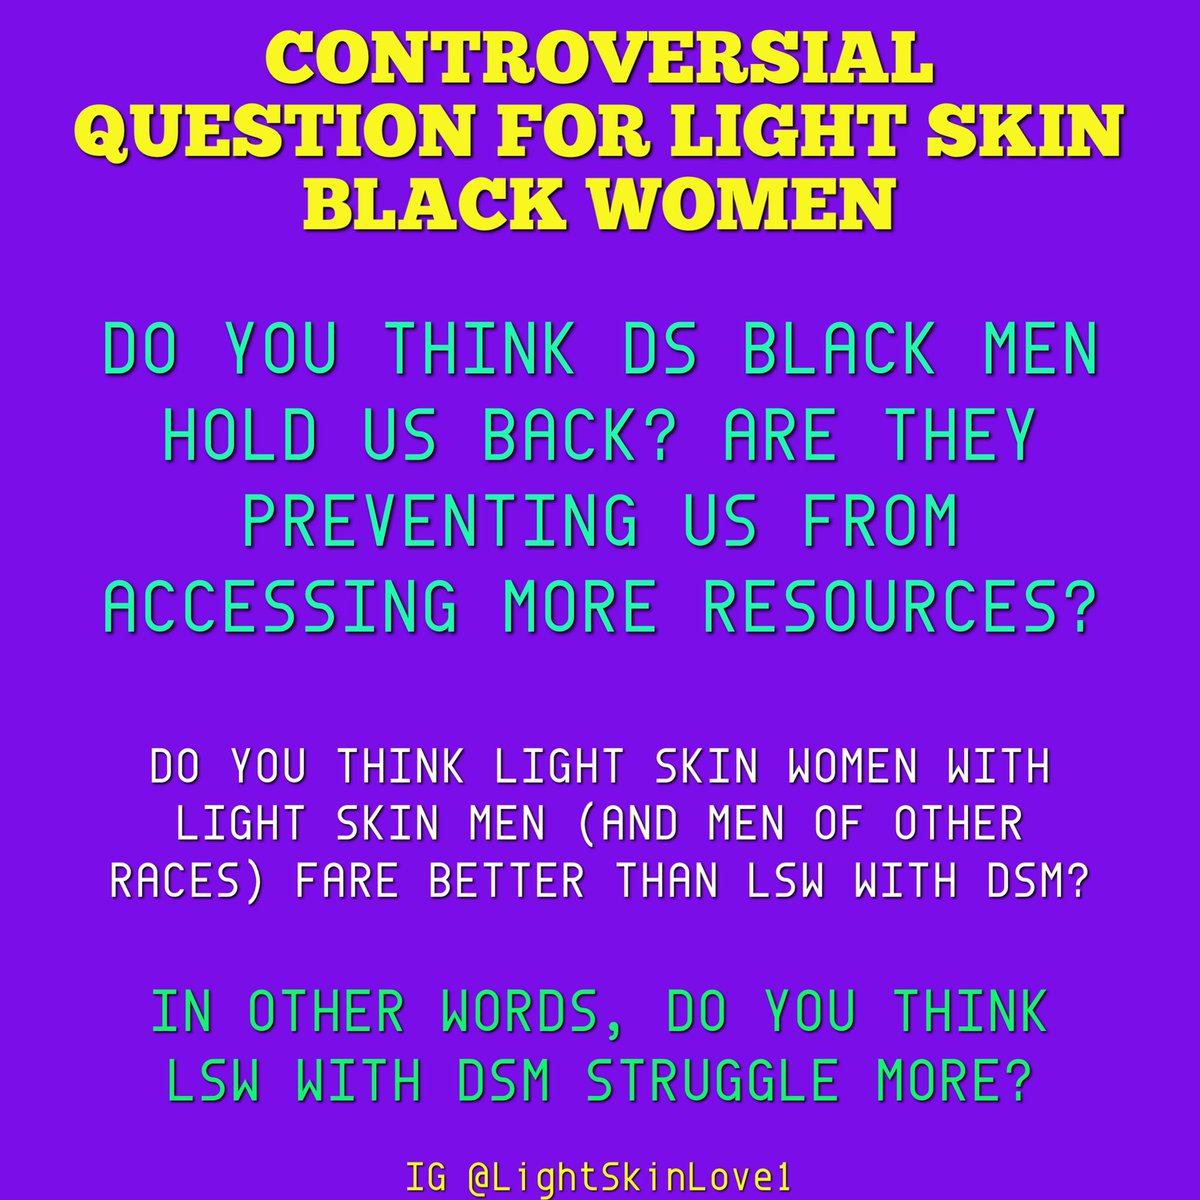 CONTROVERSIAL
QUESTION FOR LIGHT SKIN
BLACK WOMEN
DO YOU THINK DS BLACK MEN
HOLD US BACK? ARE THEY
PREVENTING US FROM
ACCESSING MORE RESOURCES?
DO YOU THINK LIGHT SKIN WOMEN WITH
LIGHT SKIN MEN (AND MEN OF OTHER
RACES) FARE BETTER THAN LSW WITH DSM?
IN OTHER WORDS, DO YOU THINK
LSW WITH DSM STRUGGLE MORE?
IG @LightSkinLove1